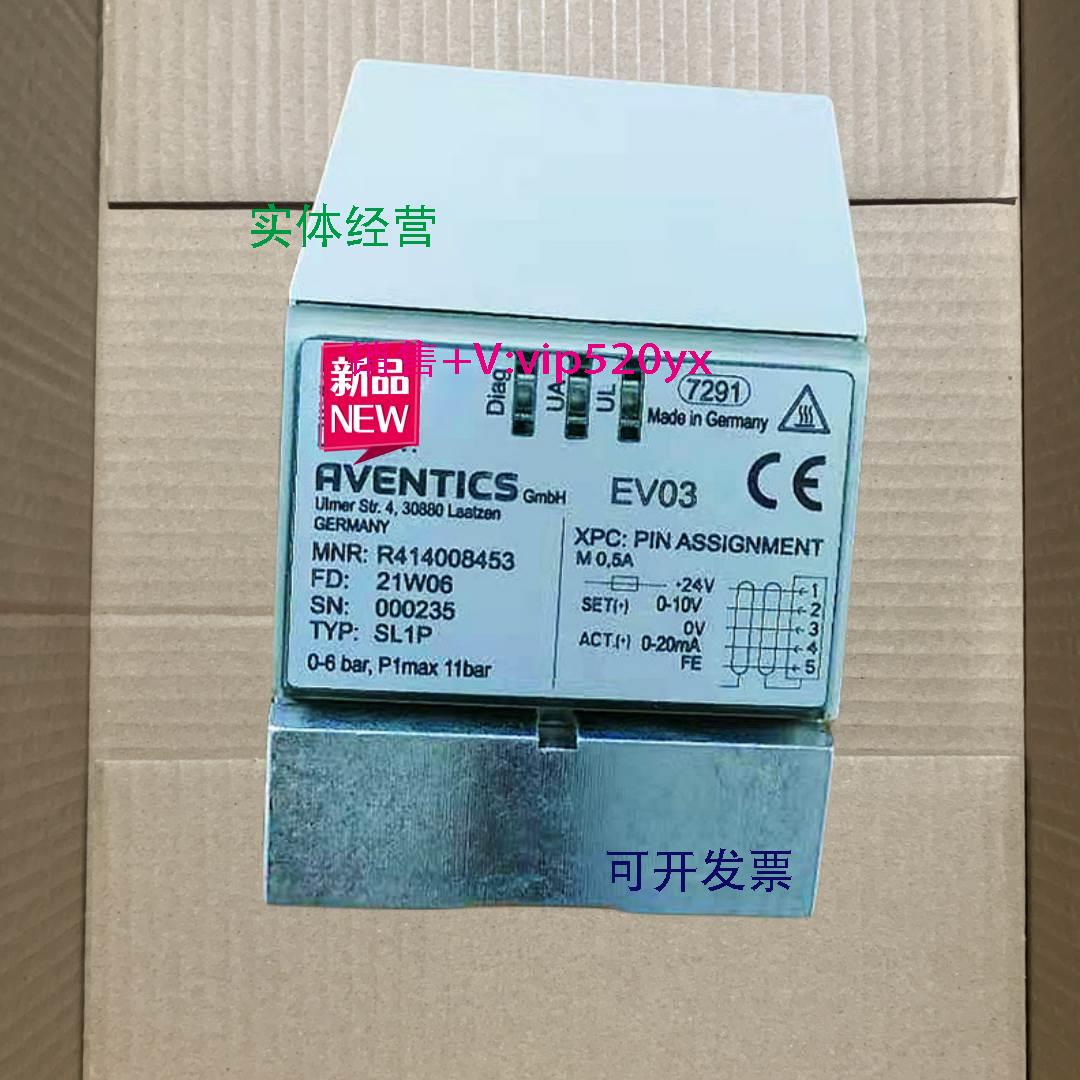 实体经营
售+V:vip520yx
新品
NEW
Diag
UA
UL
7291
Made in Germany
AVENTICS GmbH
EV03
CE
Ulmer Str. 4, 30880 Laatzen
GERMANY
MNR: R414008453
FD: 21W06
SN: 000235
TYP: SL1P
0-6 bar, P1max 11bar
XPC: PIN ASSIGNMENT
M 0,5A
+24V 1
SET(+) 0-10V 2
0V 3
ACT.(+) 0-20mA 4
FE 5
可开发票